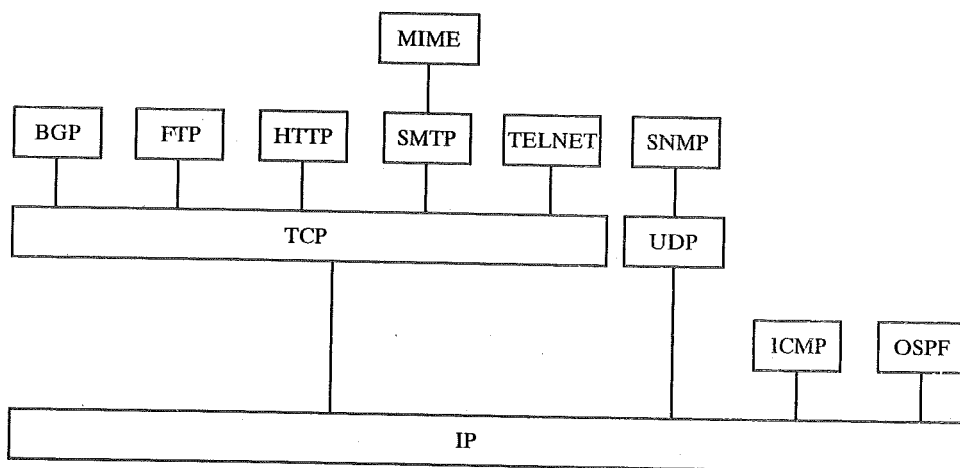 MIME
BGP
FTP
HTTP
SMTP
TELNET
SNMP
TCP
UDP
ICMP
OSPF
IP